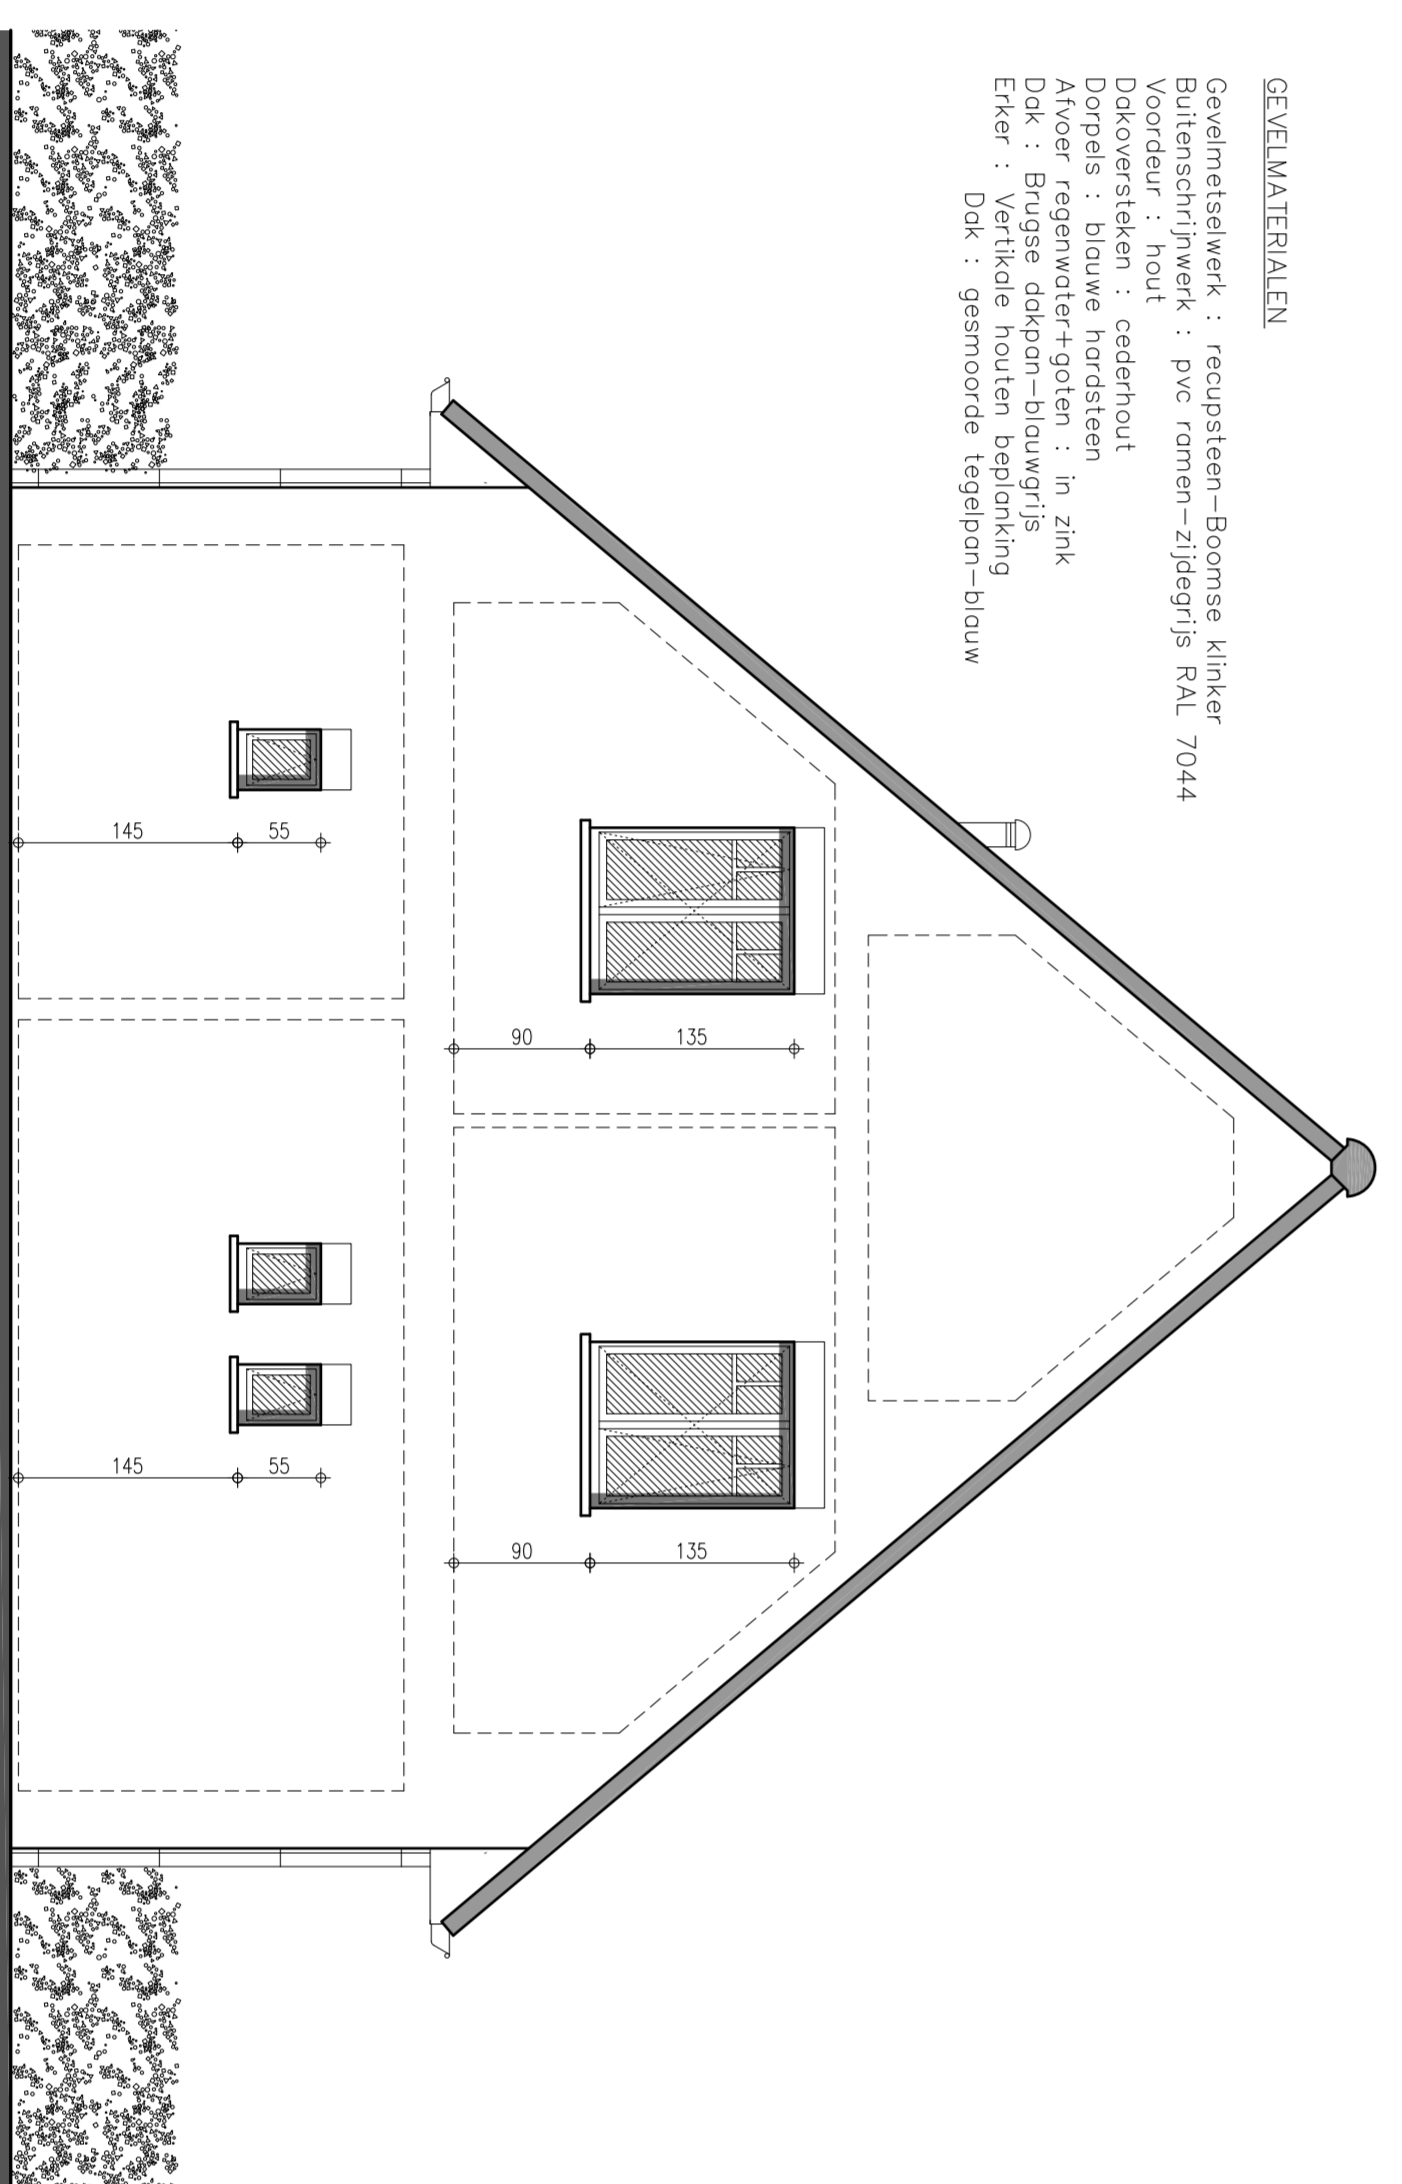 GEVELMATERIALEN
Gevelmetselwerk : recupsteen-Boomse klinker
Buitenschrijnwerk : pvc ramen-zijdegrijs RAL 7044
Voordeur : hout
Dakoversteken : cederhout
Dorpels : blauwe hardsteen
Afvoer regenwater+goten : in zink
Dak : Brugse dakpan-blauwgrijs
Erker : Vertikale houten beplanking
Dak : gesmoorde tegelpan-blauw
145 55
90 135
145 55
90 135